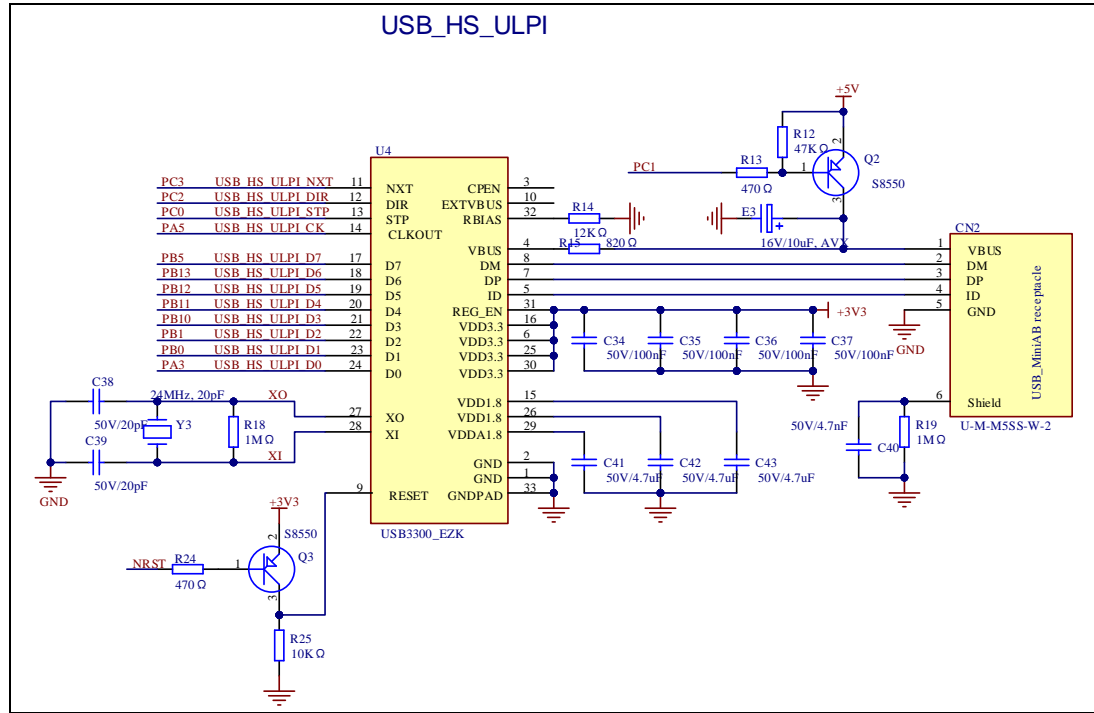 USB_HS_ULPI
+5V
R12
47KΩ
2
Q2
S8550
1
3
PC1
R13
470Ω
E3
+
16V/10uF, AVX
U4
PC3 USB_HS_ULPI_NXT 11 NXT
PC2 USB_HS_ULPI_DIR 12 DIR
PC0 USB_HS_ULPI_STP 13 STP
PA5 USB_HS_ULPI_CK 14 CLKOUT
PB5 USB_HS_ULPI_D7 17 D7
PB13 USB_HS_ULPI_D6 18 D6
PB12 USB_HS_ULPI_D5 19 D5
PB11 USB_HS_ULPI_D4 20 D4
PB10 USB_HS_ULPI_D3 21 D3
PB1 USB_HS_ULPI_D2 22 D2
PB0 USB_HS_ULPI_D1 23 D1
PA3 USB_HS_ULPI_D0 24 D0
27 XO
28 XI
9 RESET
CPEN 3
EXTVBUS 10
RBIAS 32
VBUS 4
DM 8
DP 7
ID 5
REG_EN 31
VDD3.3 16
VDD3.3 6
VDD3.3 25
VDD3.3 30
VDD1.8 15
VDD1.8 26
VDDA1.8 29
GND 2
GND 1
GNDPAD 33
USB3300_EZK
R14
12KΩ
R15 820Ω
+3V3
C34
50V/100nF
C35
50V/100nF
C36
50V/100nF
C37
50V/100nF
C41
50V/4.7uF
C42
50V/4.7uF
C43
50V/4.7uF
CN2
1 VBUS
2 DM
3 DP
4 ID
5 GND
6 Shield
USB_MiniAB receptacle
U-M-M5SS-W-2
GND
50V/4.7nF
C40
R19
1MΩ
C38
50V/20pF
24MHz, 20pF
XO
Y3
R18
1MΩ
C39
50V/20pF
XI
GND
+3V3
2
S8550
Q3
NRST
R24
470Ω
1
3
R25
10KΩ